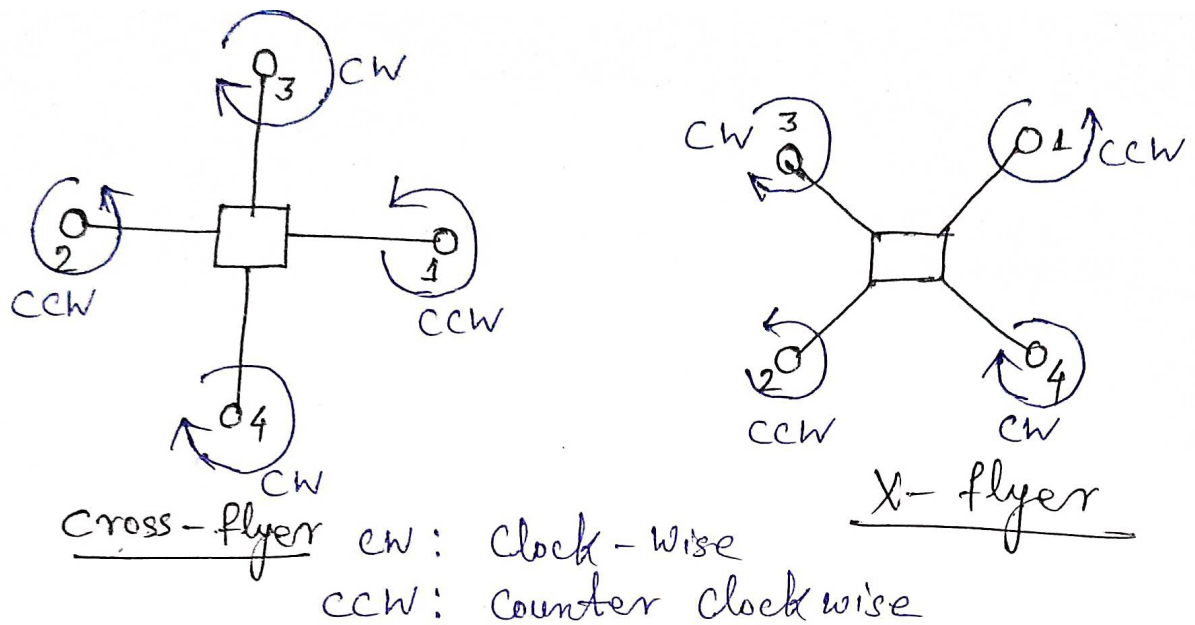 3 CW
2
CCW
1
CCW
4
CW
Cross-flyer
CW 3
1 CCW
2
CCW
4
CW
X-flyer
CW: Clock-Wise
CCW: Counter Clockwise